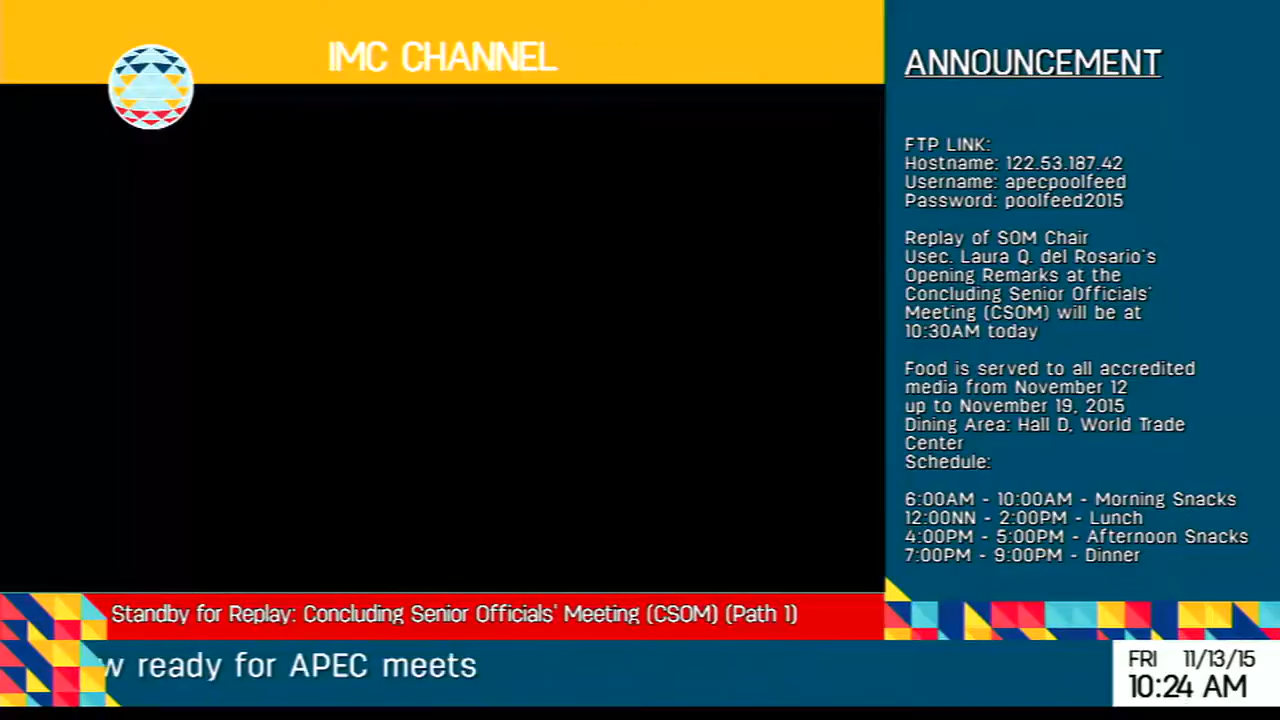 IMC CHANNEL
ANNOUNCEMENT
FTP LINK:
Hostname: 122.53.187.42
Username: apecpoolfeed
Password: poolfeed2015
Replay of SOM Chair
Usec. Laura Q. del Rosario's
Opening Remarks at the
Concluding Senior Officials'
Meeting (CSOM) will be at
10:30AM today
Food is served to all accredited
media from November 12
up to November 19, 2015
Dining Area: Hall D, World Trade
Center
Schedule:
6:00AM - 10:00AM - Morning Snacks
12:00NN - 2:00PM - Lunch
4:00PM - 5:00PM - Afternoon Snacks
7:00PM - 9:00PM - Dinner
Standby for Replay: Concluding Senior Officials' Meeting (CSOM) (Path 1)
w ready for APEC meets
FRI 11/13/15
10:24 AM